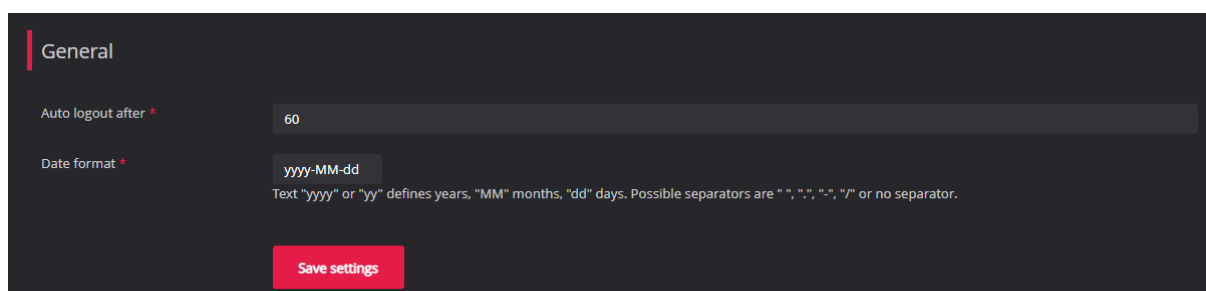 General
Auto logout after *
60
Date format *
yyyy-MM-dd
Text "yyyy" or "yy" defines years, "MM" months, "dd" days. Possible separators are " ", ".", "-", "/" or no separator.
Save settings